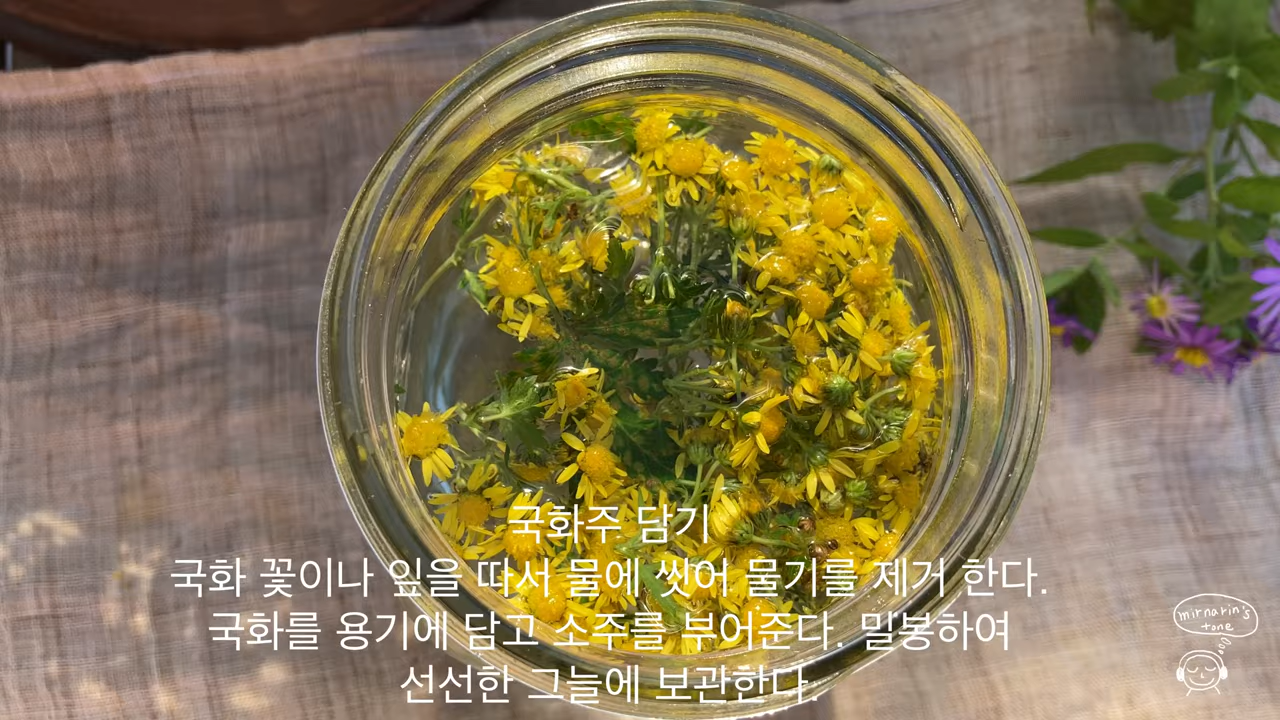 국화주 담기
국화 꽃이나 잎을 따서 물에 씻어 물기를 제거 한다.
국화를 용기에 담고 소주를 부어준다. 밀봉하여
선선한 그늘에 보관한다.
mirnarin's
tone